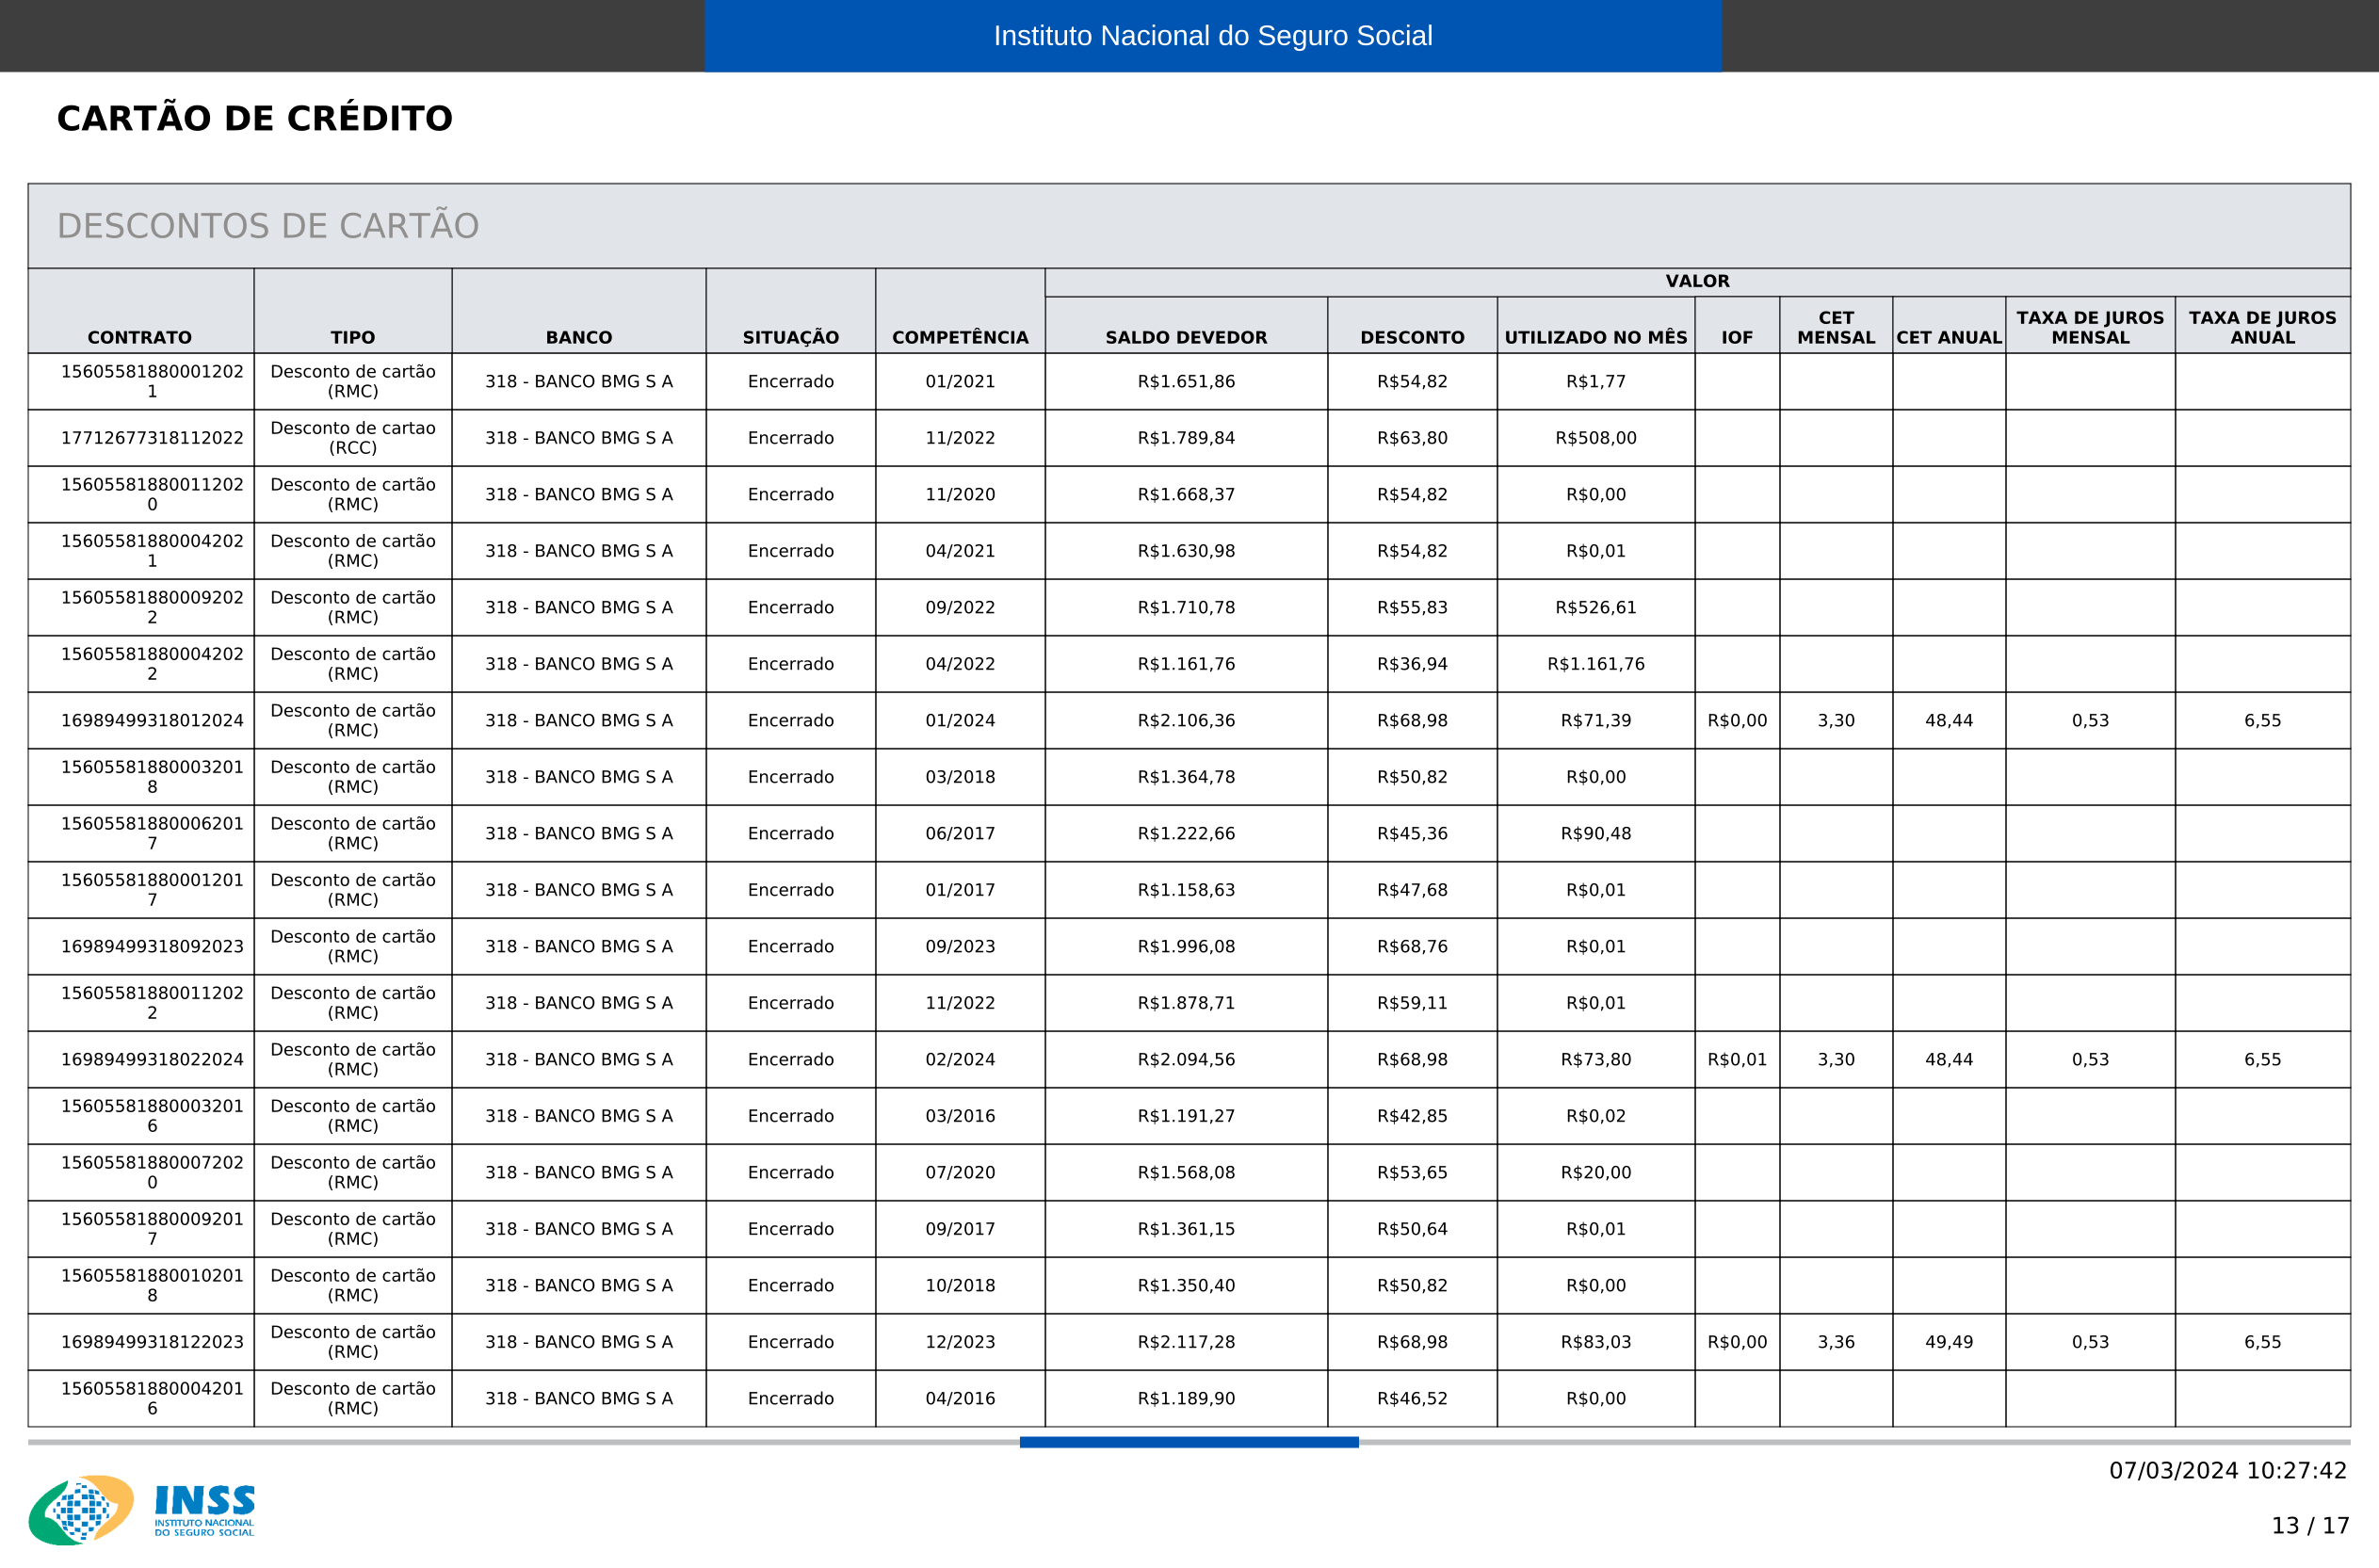 Instituto Nacional do Seguro Social
CARTÃO DE CRÉDITO
DESCONTOS DE CARTÃO
VALOR
CONTRATO TIPO BANCO SITUAÇÃO COMPETÊNCIA SALDO DEVEDOR DESCONTO UTILIZADO NO MÊS IOF CET MENSAL CET ANUAL TAXA DE JUROS MENSAL TAXA DE JUROS ANUAL
156055818800012021 Desconto de cartão (RMC) 318 - BANCO BMG S A Encerrado 01/2021 R$1.651,86 R$54,82 R$1,77
17712677318112022 Desconto de cartao (RCC) 318 - BANCO BMG S A Encerrado 11/2022 R$1.789,84 R$63,80 R$508,00
156055818800112020 Desconto de cartão (RMC) 318 - BANCO BMG S A Encerrado 11/2020 R$1.668,37 R$54,82 R$0,00
156055818800042021 Desconto de cartão (RMC) 318 - BANCO BMG S A Encerrado 04/2021 R$1.630,98 R$54,82 R$0,01
156055818800092022 Desconto de cartão (RMC) 318 - BANCO BMG S A Encerrado 09/2022 R$1.710,78 R$55,83 R$526,61
156055818800042022 Desconto de cartão (RMC) 318 - BANCO BMG S A Encerrado 04/2022 R$1.161,76 R$36,94 R$1.161,76
16989499318012024 Desconto de cartão (RMC) 318 - BANCO BMG S A Encerrado 01/2024 R$2.106,36 R$68,98 R$71,39 R$0,00 3,30 48,44 0,53 6,55
156055818800032018 Desconto de cartão (RMC) 318 - BANCO BMG S A Encerrado 03/2018 R$1.364,78 R$50,82 R$0,00
156055818800062017 Desconto de cartão (RMC) 318 - BANCO BMG S A Encerrado 06/2017 R$1.222,66 R$45,36 R$90,48
156055818800012017 Desconto de cartão (RMC) 318 - BANCO BMG S A Encerrado 01/2017 R$1.158,63 R$47,68 R$0,01
16989499318092023 Desconto de cartão (RMC) 318 - BANCO BMG S A Encerrado 09/2023 R$1.996,08 R$68,76 R$0,01
156055818800112022 Desconto de cartão (RMC) 318 - BANCO BMG S A Encerrado 11/2022 R$1.878,71 R$59,11 R$0,01
16989499318022024 Desconto de cartão (RMC) 318 - BANCO BMG S A Encerrado 02/2024 R$2.094,56 R$68,98 R$73,80 R$0,01 3,30 48,44 0,53 6,55
156055818800032016 Desconto de cartão (RMC) 318 - BANCO BMG S A Encerrado 03/2016 R$1.191,27 R$42,85 R$0,02
156055818800072020 Desconto de cartão (RMC) 318 - BANCO BMG S A Encerrado 07/2020 R$1.568,08 R$53,65 R$20,00
156055818800092017 Desconto de cartão (RMC) 318 - BANCO BMG S A Encerrado 09/2017 R$1.361,15 R$50,64 R$0,01
156055818800102018 Desconto de cartão (RMC) 318 - BANCO BMG S A Encerrado 10/2018 R$1.350,40 R$50,82 R$0,00
16989499318122023 Desconto de cartão (RMC) 318 - BANCO BMG S A Encerrado 12/2023 R$2.117,28 R$68,98 R$83,03 R$0,00 3,36 49,49 0,53 6,55
156055818800042016 Desconto de cartão (RMC) 318 - BANCO BMG S A Encerrado 04/2016 R$1.189,90 R$46,52 R$0,00
07/03/2024 10:27:42
INSS
INSTITUTO NACIONAL
DO SEGURO SOCIAL
13 / 17